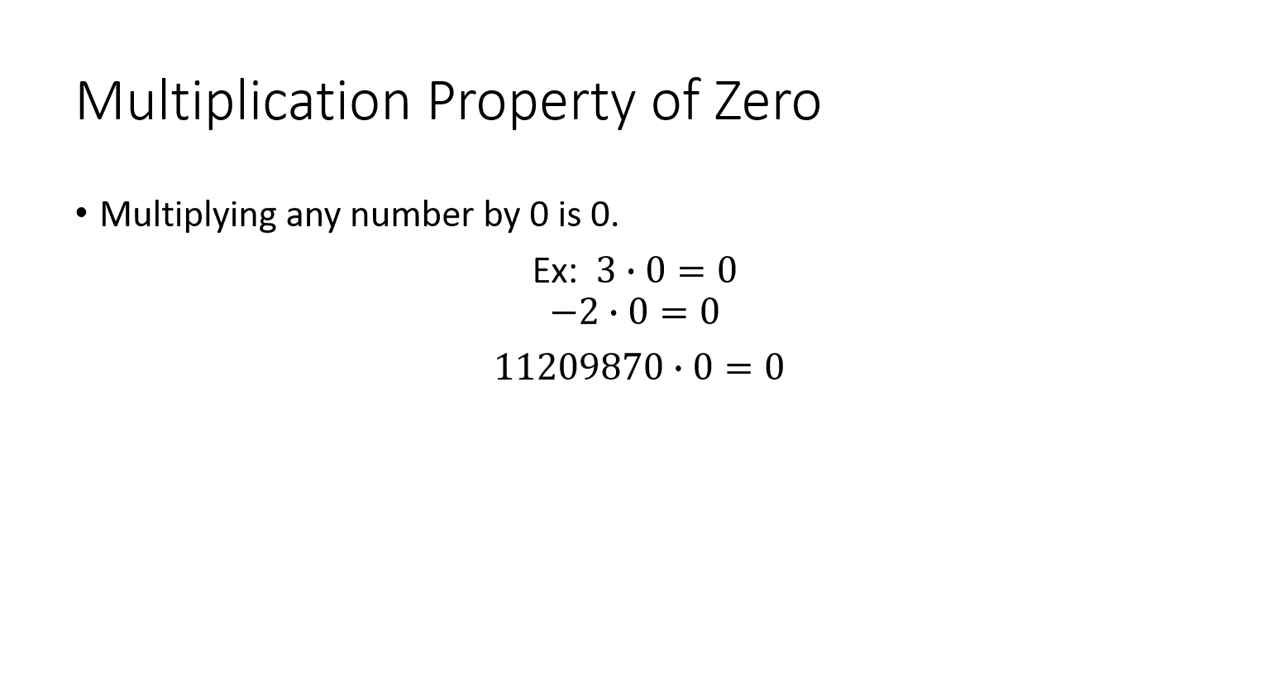 Multiplication Property of Zero
• Multiplying any number by 0 is 0.
Ex: 3 · 0 = 0
−2 · 0 = 0
11209870 · 0 = 0